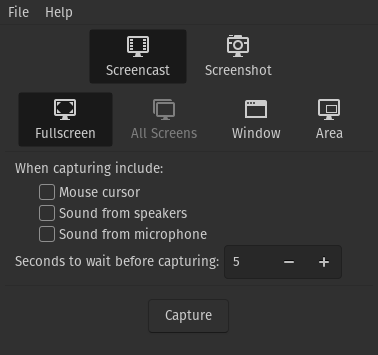 File Help
Screencast Screenshot
Fullscreen All Screens Window Area
When capturing include:
Mouse cursor
Sound from speakers
Sound from microphone
Seconds to wait before capturing: 5 − +
Capture